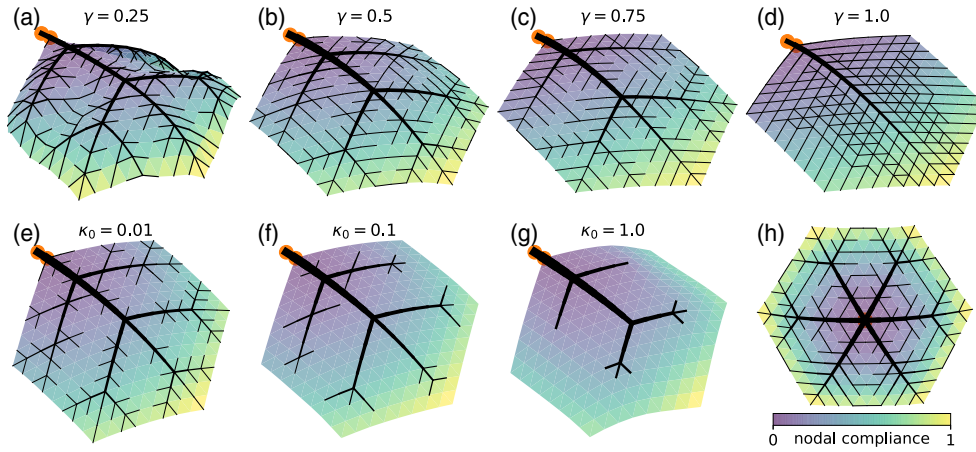 (a) γ = 0.25
(b) γ = 0.5
(c) γ = 0.75
(d) γ = 1.0
(e) κ₀ = 0.01
(f) κ₀ = 0.1
(g) κ₀ = 1.0
(h)
0 nodal compliance 1